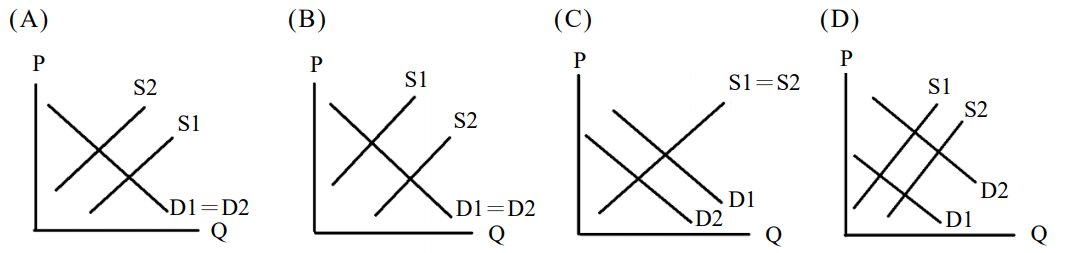 (A)
P
S2
S1
D1＝D2
Q
(B)
P
S1
S2
D1＝D2
Q
(C)
P
S1＝S2
D1
D2
Q
(D)
P
S1
S2
D2
D1
Q